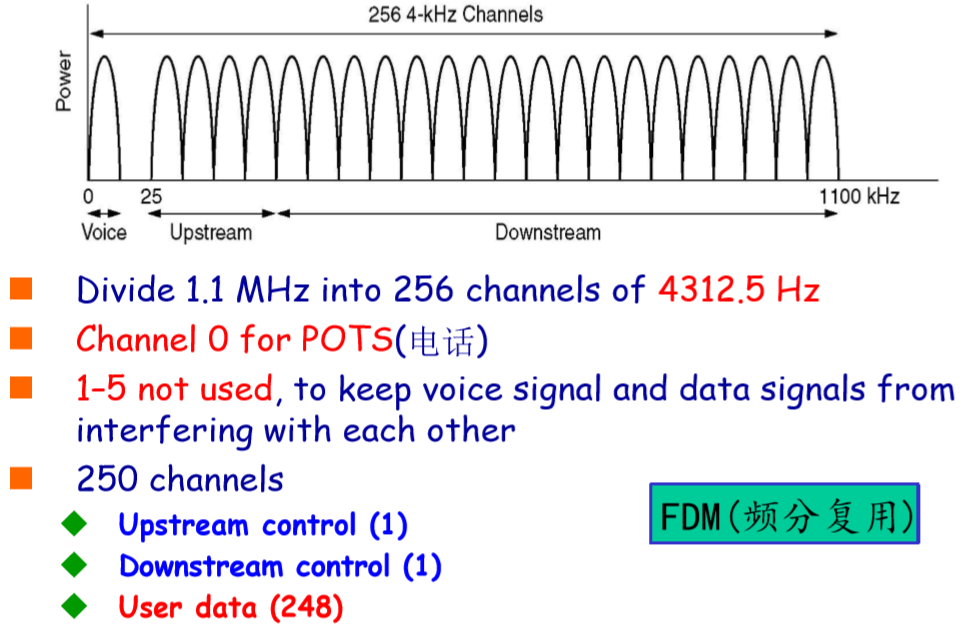 256 4-kHz Channels
Power
0
25
1100 kHz
Voice
Upstream
Downstream
Divide 1.1 MHz into 256 channels of 4312.5 Hz
Channel 0 for POTS(电话)
1–5 not used, to keep voice signal and data signals from
interfering with each other
250 channels
Upstream control (1)
Downstream control (1)
User data (248)
FDM(频分复用)